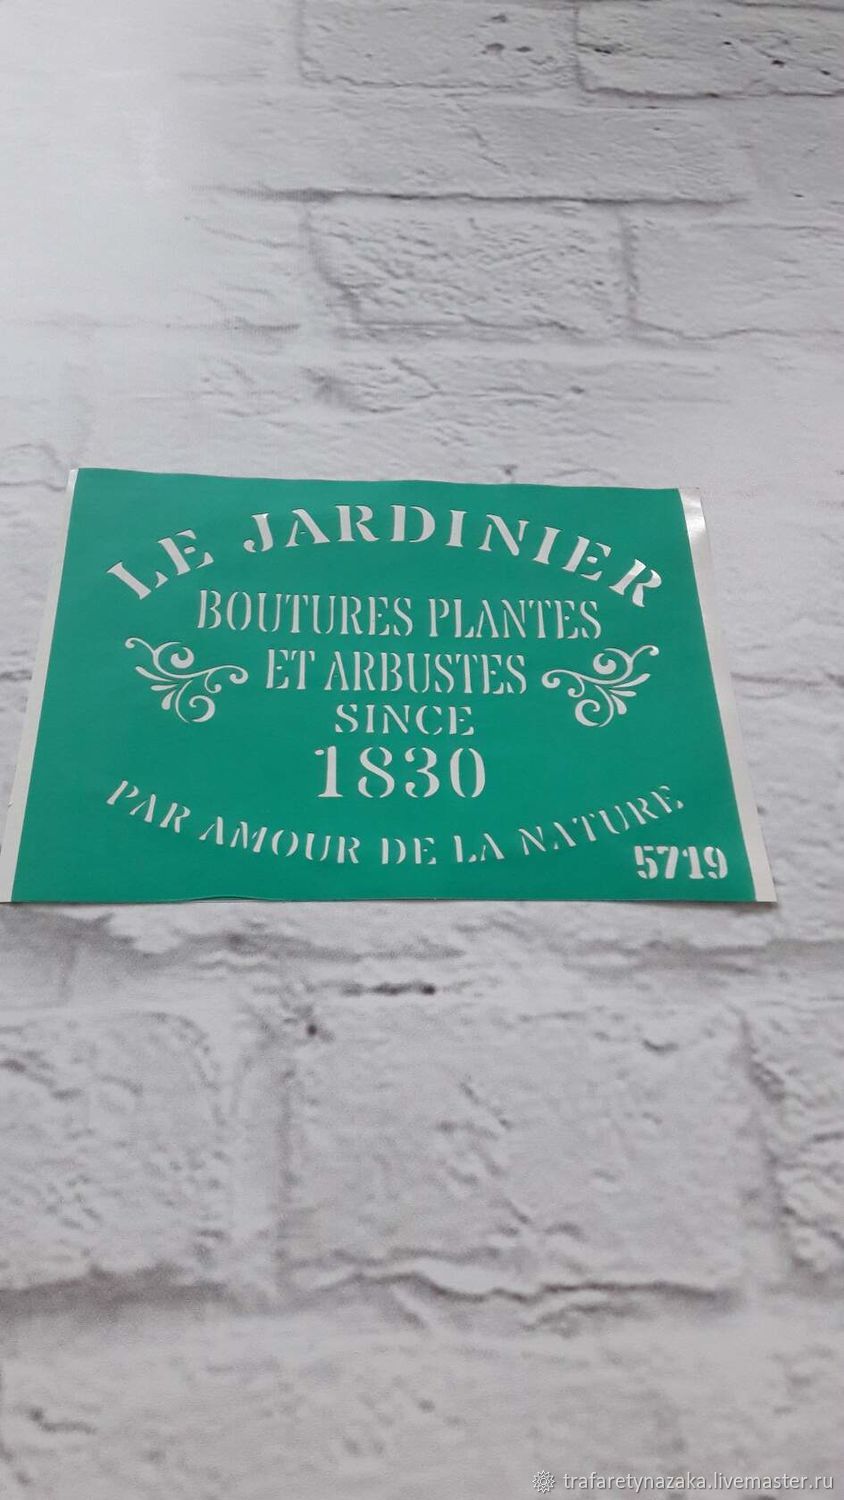 LE JARDINIER
BOUTURES PLANTES
ET ARBUSTES
SINCE
1830
PAR AMOUR DE LA NATURE
5719
trafaretynazaka.livemaster.ru